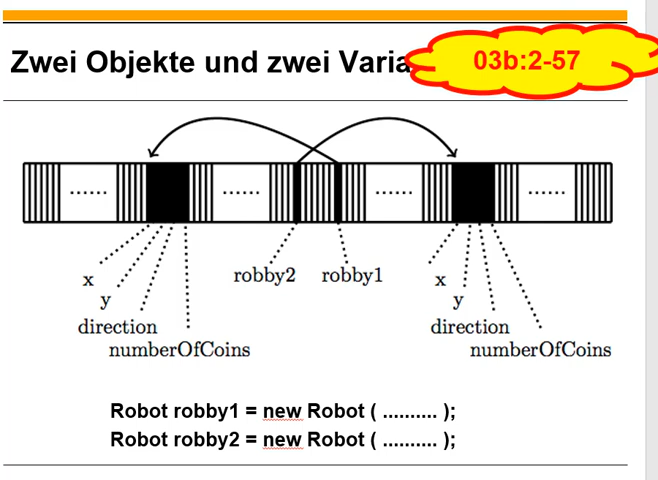 Zwei Objekte und zwei Varia
03b:2-57
...... ...... ...... ......
robby2 robby1
x x
y y
direction direction
numberOfCoins numberOfCoins
Robot robby1 = new Robot ( .......... );
Robot robby2 = new Robot ( .......... );